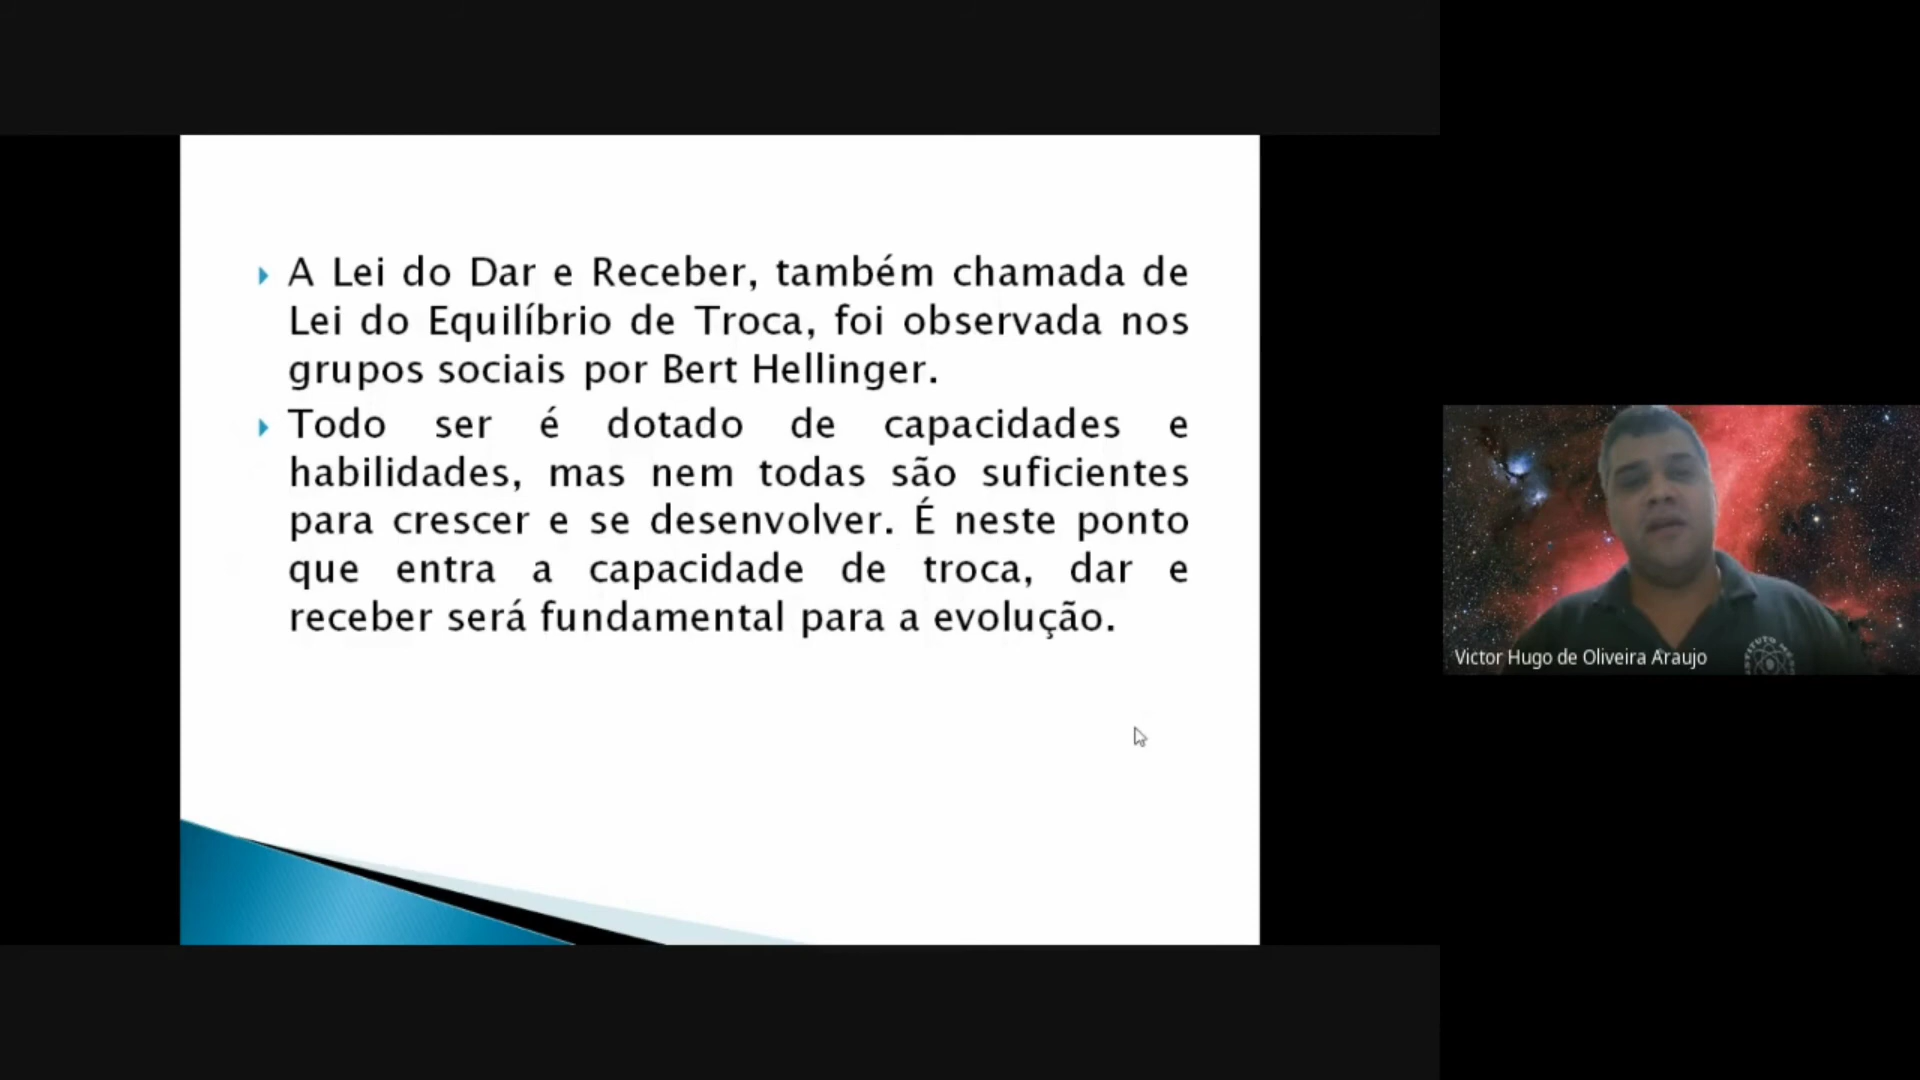 A Lei do Dar e Receber, também chamada de
Lei do Equilíbrio de Troca, foi observada nos
grupos sociais por Bert Hellinger.
Todo ser é dotado de capacidades e
habilidades, mas nem todas são suficientes
para crescer e se desenvolver. É neste ponto
que entra a capacidade de troca, dar e
receber será fundamental para a evolução.
Victor Hugo de Oliveira Araujo